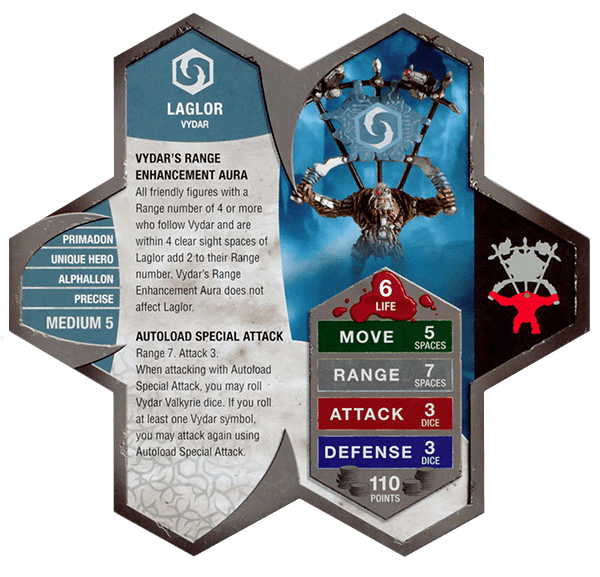 LAGLOR
VYDAR
VYDAR'S RANGE
ENHANCEMENT AURA
All friendly figures with a
Range number of 4 or more
who follow Vydar and are
within 4 clear sight spaces of
Laglor add 2 to their Range
number. Vydar's Range
Enhancement Aura does not
affect Laglor.
AUTOLOAD SPECIAL ATTACK
Range 7. Attack 3.
When attacking with Autoload
Special Attack, you may roll
Vydar Valkyrie dice. If you roll
at least one Vydar symbol,
you may attack again using
Autoload Special Attack.
PRIMADON
UNIQUE HERO
ALPHALLON
PRECISE
MEDIUM 5
6
LIFE
MOVE 5
SPACES
RANGE 7
SPACES
ATTACK 3
DICE
DEFENSE 3
DICE
110
POINTS